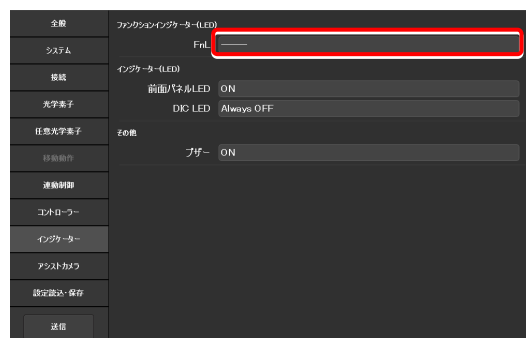 全般
システム
接続
光学素子
任意光学素子
移動動作
連動制御
コントローラー
インジケーター
アシストカメラ
設定読込・保存
送信
ファンクションインジケーター(LED)
FnL ―――
インジケーター(LED)
前面パネルLED ON
DIC LED Always OFF
その他
ブザー ON